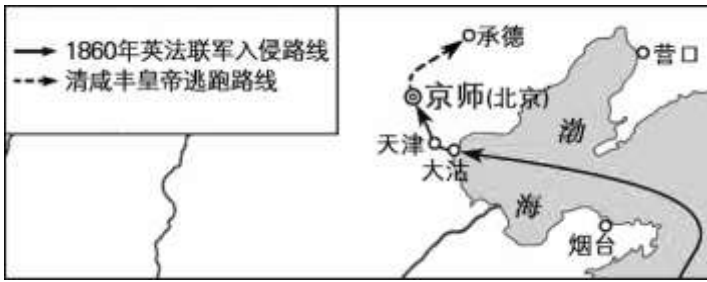 1860年英法联军入侵路线
清咸丰皇帝逃跑路线
承德
营口
京师(北京)
渤
天津
大沽
海
烟台